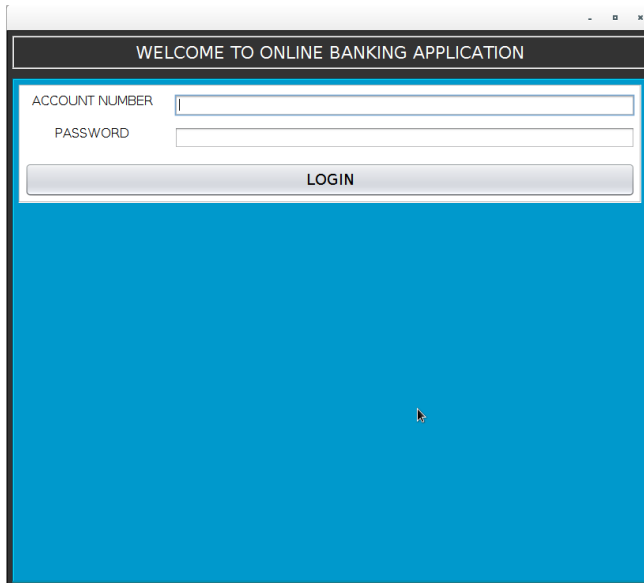 WELCOME TO ONLINE BANKING APPLICATION
ACCOUNT NUMBER
PASSWORD
LOGIN